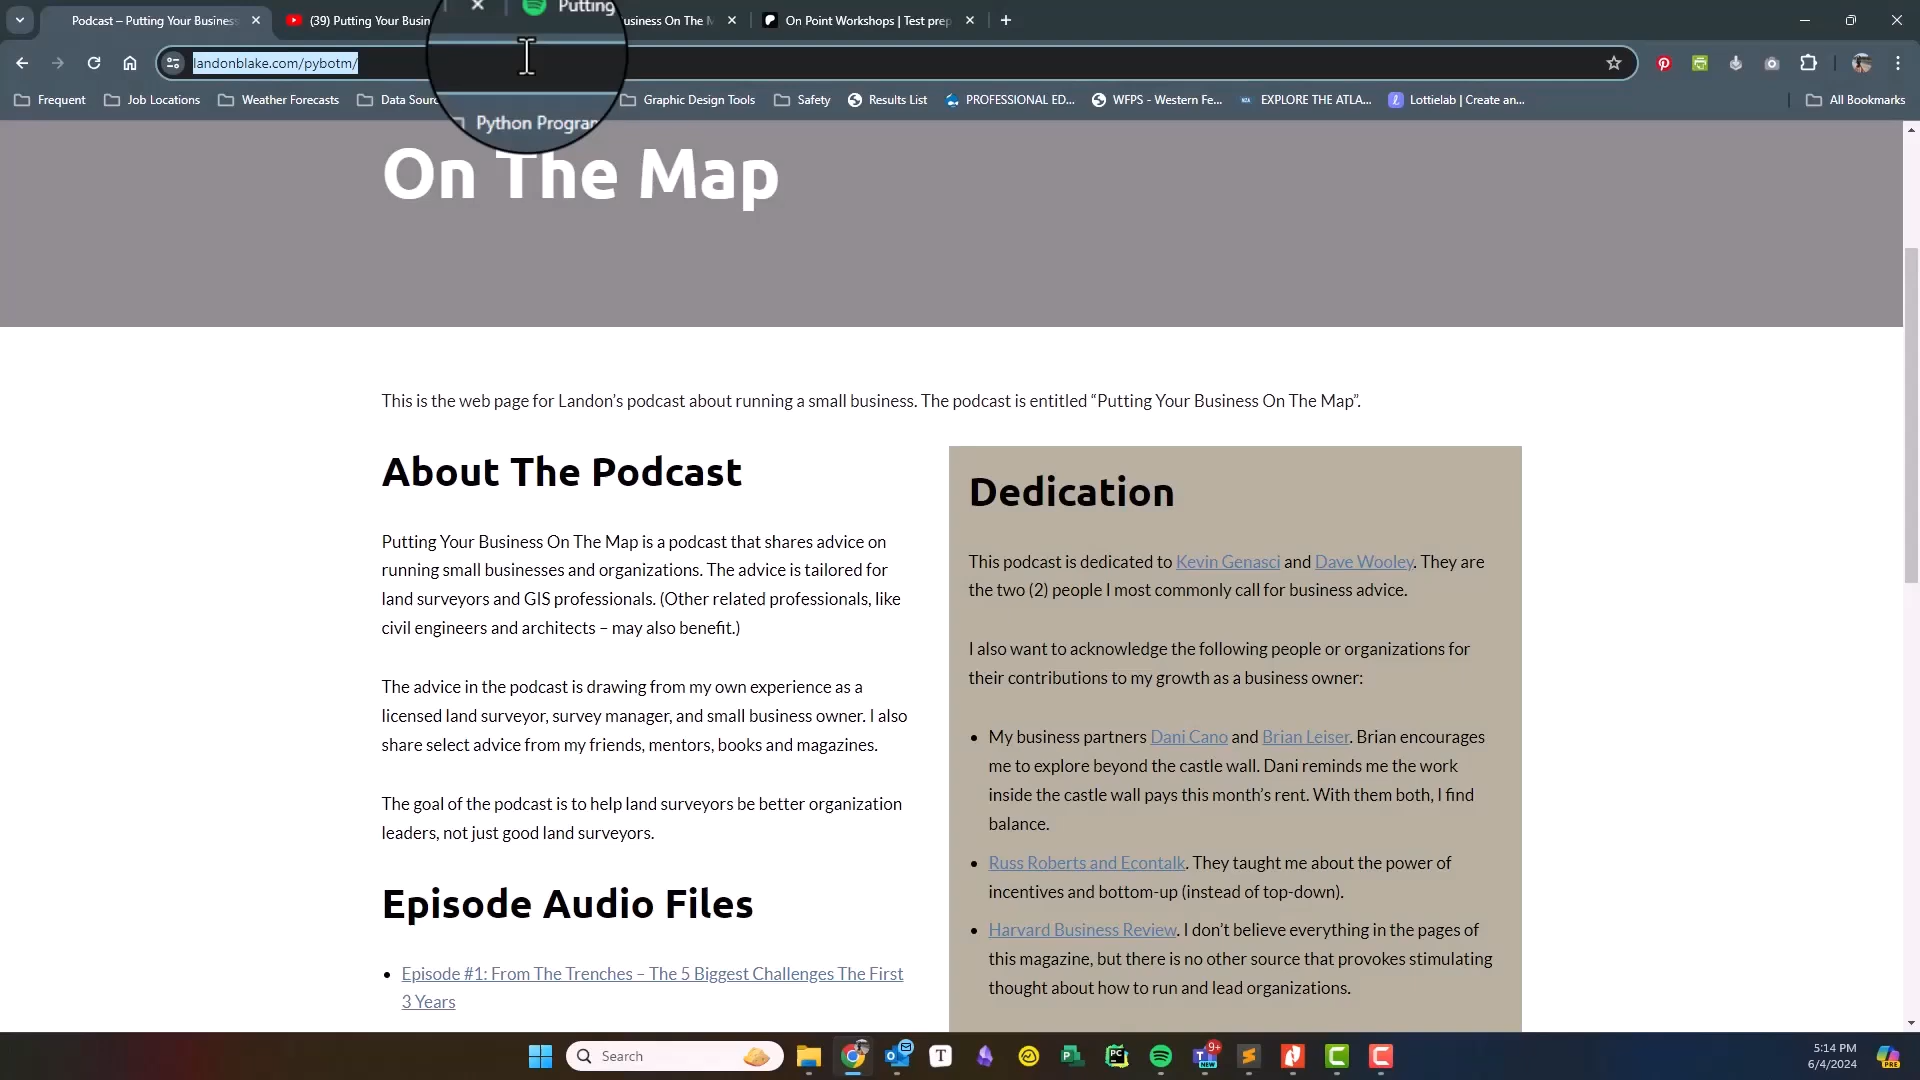 Podcast – Putting Your Business
(39) Putting Your Busin
Putting
usiness On The M
On Point Workshops | Test prep
landonblake.com/pybotm/
Frequent
Job Locations
Weather Forecasts
Data Sourc
Python Program
Graphic Design Tools
Safety
Results List
PROFESSIONAL ED...
WFPS - Western Fe...
EXPLORE THE ATLA...
Lottielab | Create an...
All Bookmarks
On The Map
This is the web page for Landon's podcast about running a small business. The podcast is entitled “Putting Your Business On The Map”.
About The Podcast
Putting Your Business On The Map is a podcast that shares advice on
running small businesses and organizations. The advice is tailored for
land surveyors and GIS professionals. (Other related professionals, like
civil engineers and architects – may also benefit.)
The advice in the podcast is drawing from my own experience as a
licensed land surveyor, survey manager, and small business owner. I also
share select advice from my friends, mentors, books and magazines.
The goal of the podcast is to help land surveyors be better organization
leaders, not just good land surveyors.
Episode Audio Files
Episode #1: From The Trenches – The 5 Biggest Challenges The First
3 Years
Dedication
This podcast is dedicated to Kevin Genasci and Dave Wooley. They are
the two (2) people I most commonly call for business advice.
I also want to acknowledge the following people or organizations for
their contributions to my growth as a business owner:
My business partners Dani Cano and Brian Leiser. Brian encourages
me to explore beyond the castle wall. Dani reminds me the work
inside the castle wall pays this month's rent. With them both, I find
balance.
Russ Roberts and Econtalk. They taught me about the power of
incentives and bottom-up (instead of top-down).
Harvard Business Review. I don't believe everything in the pages of
this magazine, but there is no other source that provokes stimulating
thought about how to run and lead organizations.
Search
9+
NEW
5:14 PM
6/4/2024